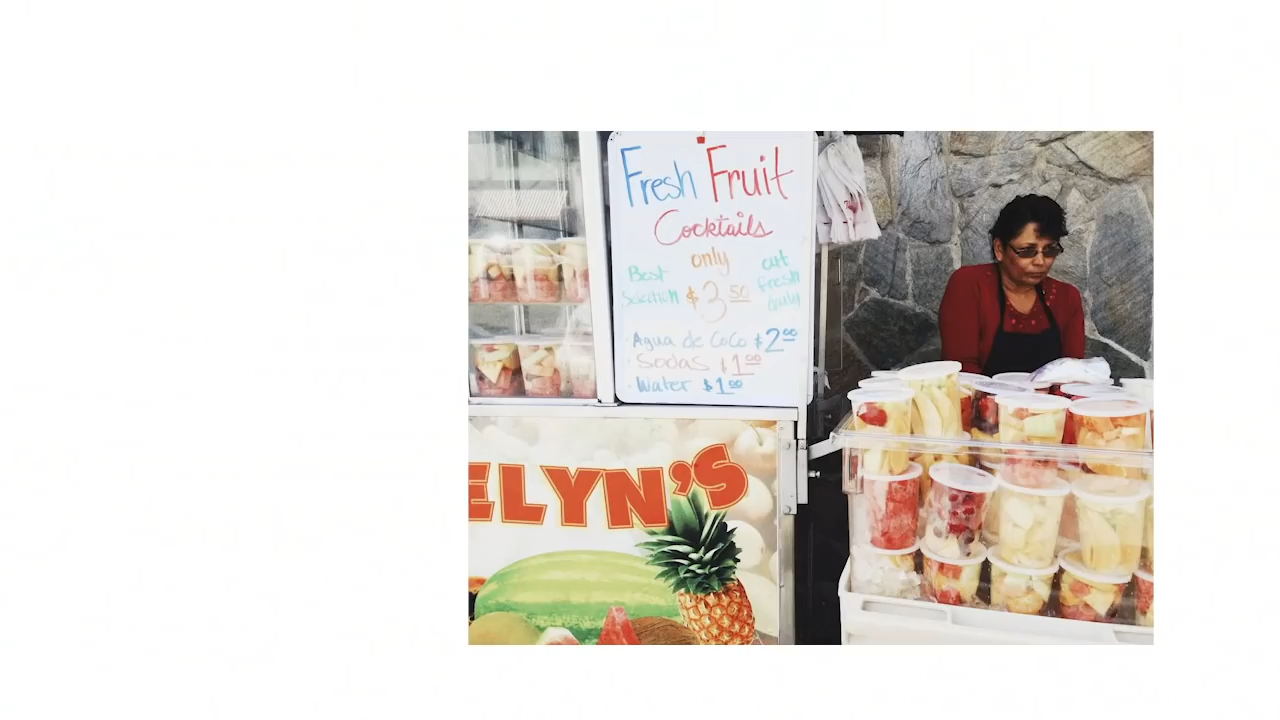 Fresh Fruit
Cocktails
only
Best
Selection
$3.50
cut
fresh
daily
Agua de Coco $2.00
Sodas $1.00
Water $1.00
ELYN'S